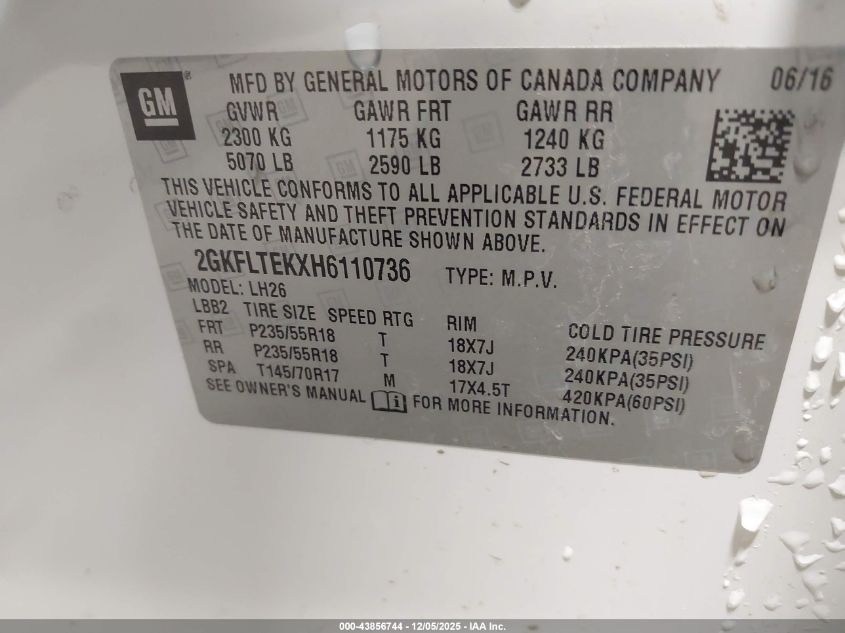 GM ® MFD BY GENERAL MOTORS OF CANADA COMPANY 06/16
GVWR GAWR FRT GAWR RR
2300 KG 1175 KG 1240 KG
5070 LB 2590 LB 2733 LB
THIS VEHICLE CONFORMS TO ALL APPLICABLE U.S. FEDERAL MOTOR
VEHICLE SAFETY AND THEFT PREVENTION STANDARDS IN EFFECT ON
THE DATE OF MANUFACTURE SHOWN ABOVE.
2GKFLTEKXH6110736 TYPE: M.P.V.
MODEL: LH26
LBB2 TIRE SIZE SPEED RTG RIM COLD TIRE PRESSURE
FRT P235/55R18 T 18X7J 240KPA(35PSI)
RR P235/55R18 T 18X7J 240KPA(35PSI)
SPA T145/70R17 M 17X4.5T 420KPA(60PSI)
SEE OWNER'S MANUAL i FOR MORE INFORMATION.
000-43856744 - 12/05/2025 - IAA Inc.